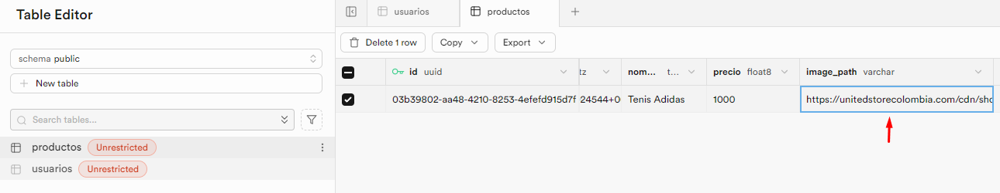 Table Editor
schema public
New table
Search tables...
productos Unrestricted
usuarios Unrestricted
usuarios productos
Delete 1 row Copy Export
id uuid tz nom... t... precio float8 image_path varchar
03b39802-aa48-4210-8253-4efefd915d7f 24544+0 Tenis Adidas 1000 https://unitedstorecolombia.com/cdn/sho